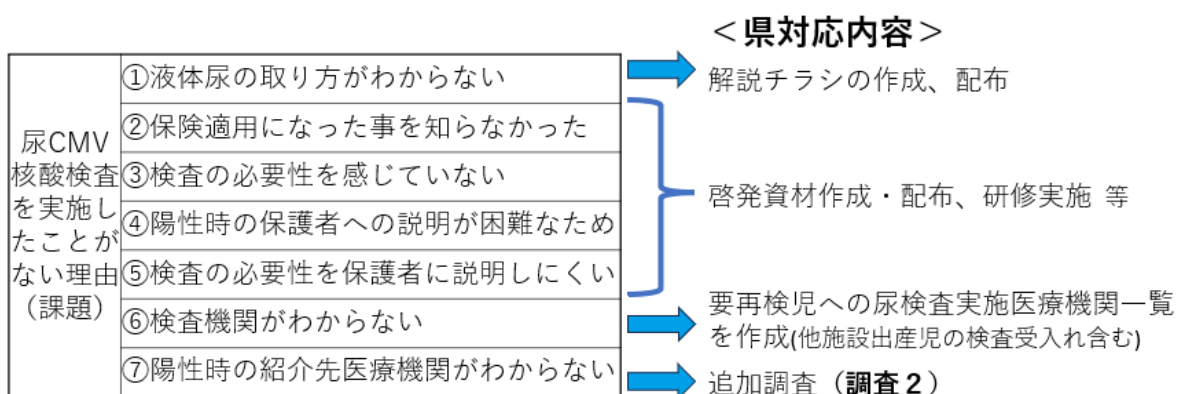 ＜県対応内容＞
尿CMV
核酸検査
を実施し
たことが
ない理由
（課題）
①液体尿の取り方がわからない
②保険適用になった事を知らなかった
③検査の必要性を感じていない
④陽性時の保護者への説明が困難なため
⑤検査の必要性を保護者に説明しにくい
⑥検査機関がわからない
⑦陽性時の紹介先医療機関がわからない
解説チラシの作成、配布
啓発資材作成・配布、研修実施 等
要再検児への尿検査実施医療機関一覧
を作成(他施設出産児の検査受入れ含む)
追加調査（調査２）